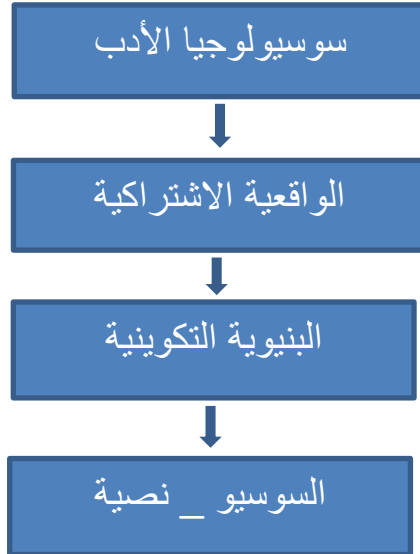 سوسيولوجيا الأدب
الواقعية الاشتراكية
البنيوية التكوينية
السوسيو _ نصية